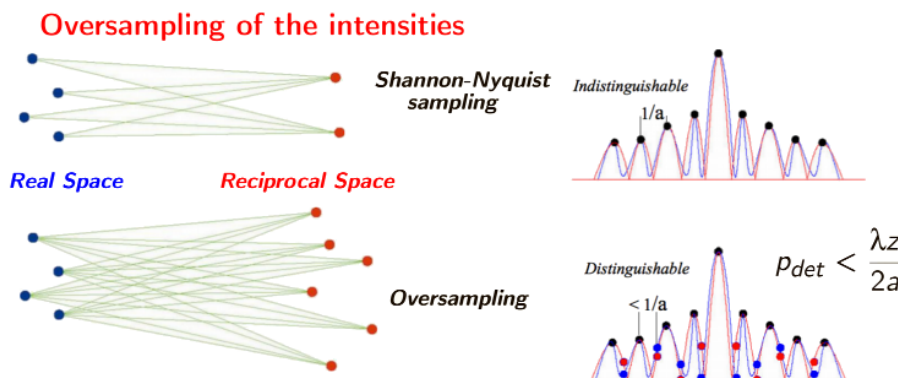 Oversampling of the intensities
Shannon-Nyquist
sampling
Indistinguishable
1/a
Real Space
Reciprocal Space
Oversampling
Distinguishable
< 1/a
p_det < λz/2a